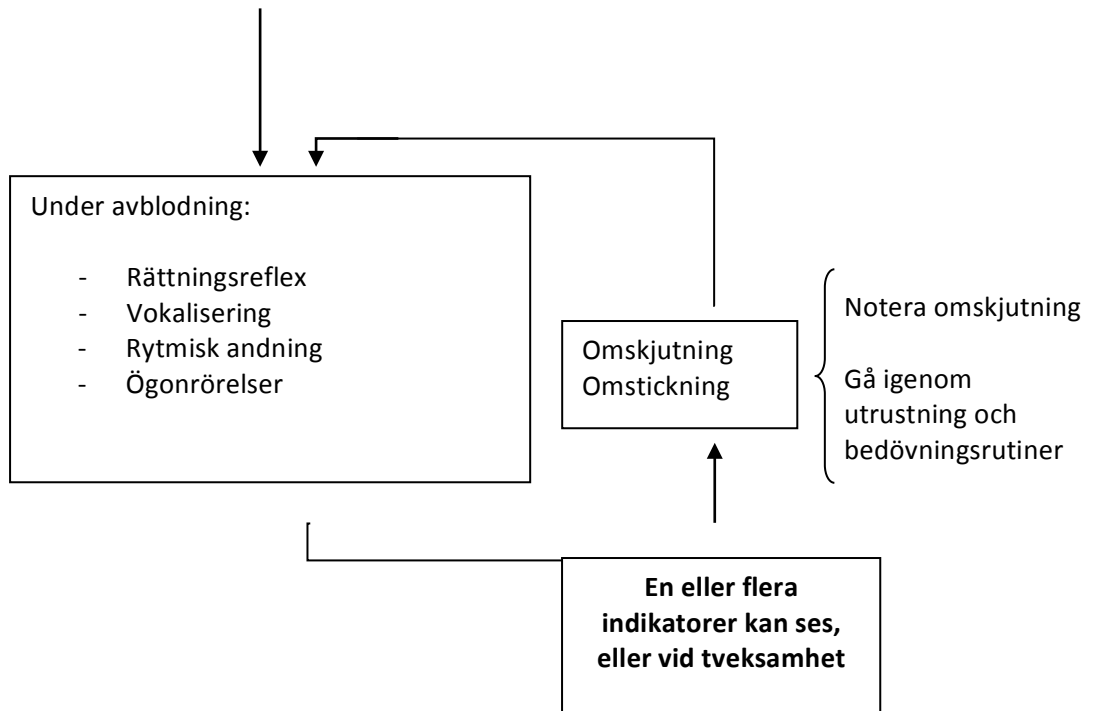 Under avblodning:
- Rättningsreflex
- Vokalisering
- Rytmisk andning
- Ögonrörelser
Omskjutning
Omstickning
Notera omskjutning
Gå igenom
utrustning och
bedövningsrutiner
En eller flera
indikatorer kan ses,
eller vid tveksamhet